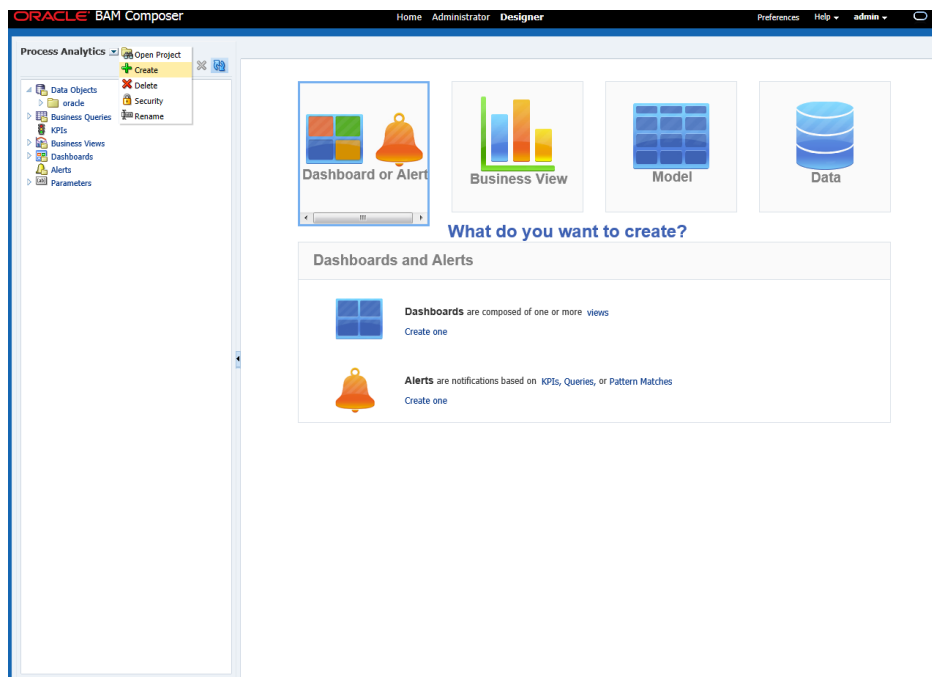 ORACLE' BAM Composer
Home Administrator Designer
Preferences Help admin
Process Analytics
Open Project
Create
Delete
Security
Rename
Data Objects
oracle
Business Queries
KPIs
Business Views
Dashboards
Alerts
Parameters
Dashboard or Alert
Business View
Model
Data
What do you want to create?
Dashboards and Alerts
Dashboards are composed of one or more views
Create one
Alerts are notifications based on KPIs, Queries, or Pattern Matches
Create one